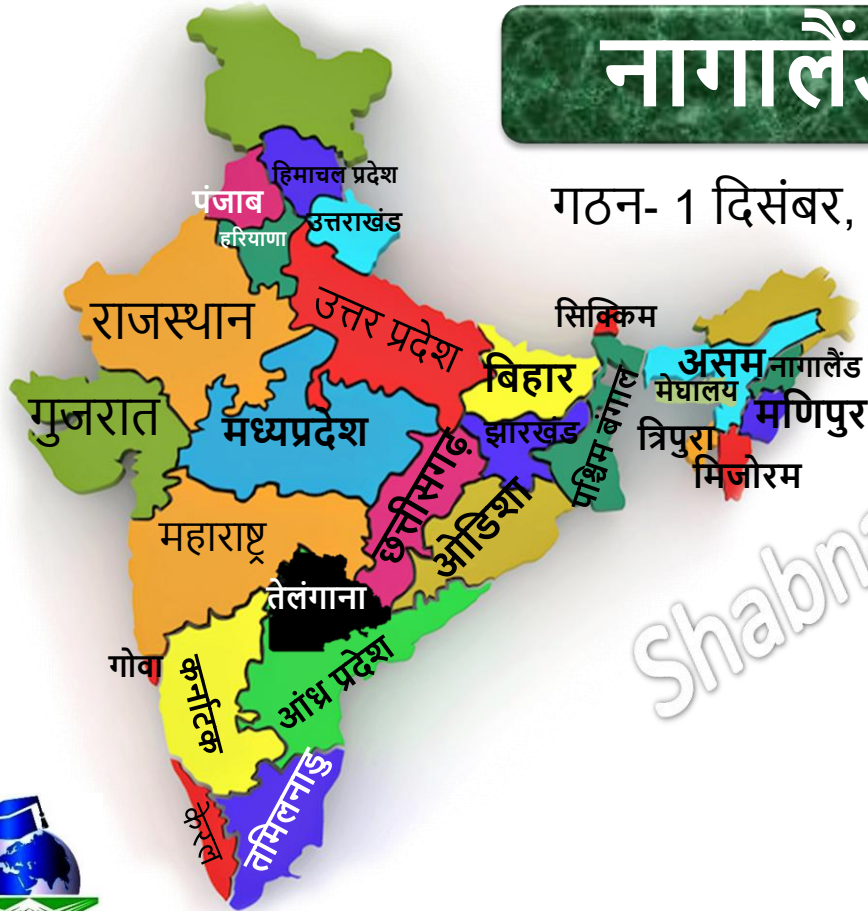 नागालैंड
गठन- 1 दिसंबर,
हिमाचल प्रदेश
पंजाब
उत्तराखंड
हरियाणा
राजस्थान
उत्तर प्रदेश
सिक्किम
असम
नागालैंड
बिहार
मेघालय
गुजरात
मध्यप्रदेश
झारखंड
पश्चिम बंगाल
मणिपुर
त्रिपुरा
मिजोरम
छत्तीसगढ़
ओडिशा
महाराष्ट्र
तेलंगाना
गोवा
कर्नाटक
आंध्र प्रदेश
तमिलनाडु
केरल